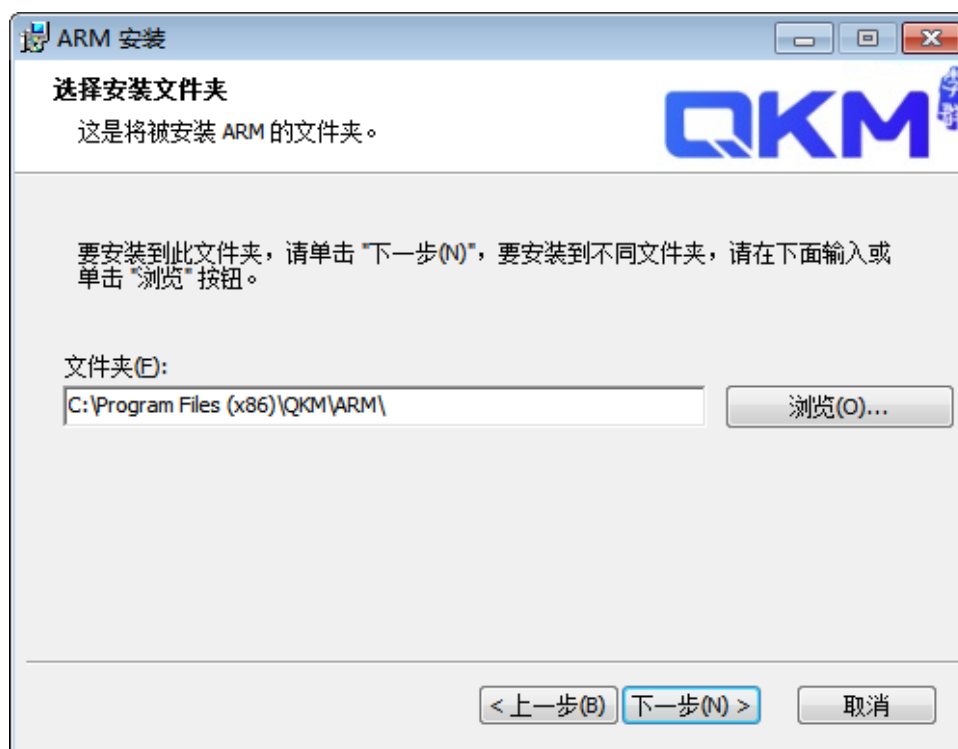 ARM 安装
选择安装文件夹
这是将被安装 ARM 的文件夹。
QKM
要安装到此文件夹，请单击 "下一步(N)"，要安装到不同文件夹，请在下面输入或
单击 "浏览" 按钮。
文件夹(F):
C:\Program Files (x86)\QKM\ARM\
浏览(O)...
< 上一步(B)
下一步(N) >
取消